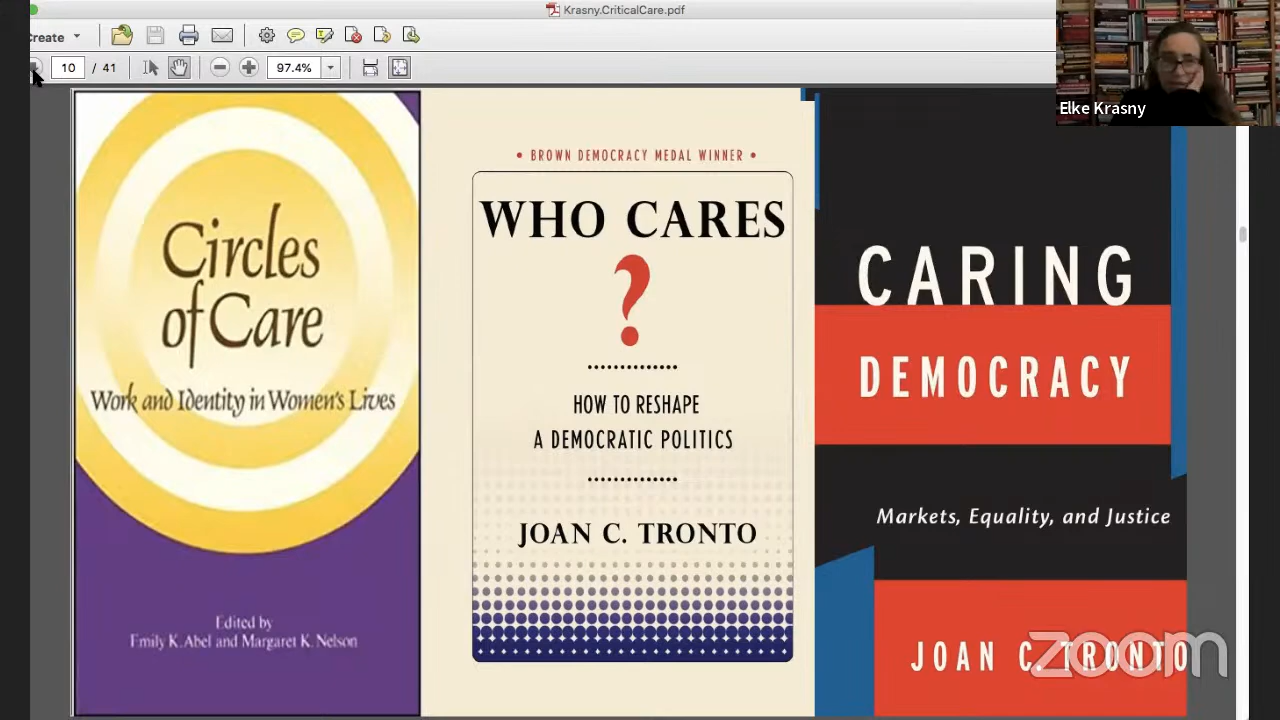 Krasny.CriticalCare.pdf
reate
10 / 41
97.4%
Elke Krasny
Circles
of Care
Work and Identity in Women's Lives
Edited by
Emily K. Abel and Margaret K. Nelson
• BROWN DEMOCRACY MEDAL WINNER •
WHO CARES
?
HOW TO RESHAPE
A DEMOCRATIC POLITICS
JOAN C. TRONTO
CARING
DEMOCRACY
Markets, Equality, and Justice
JOAN C. TRONTO
zoom